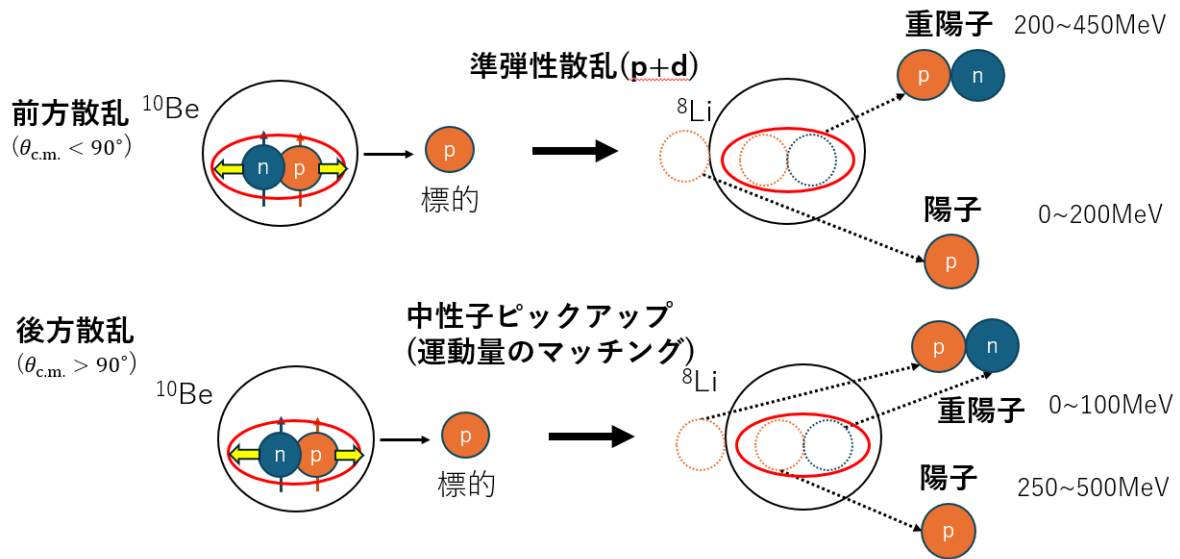 前方散乱
(θc.m. < 90°)
¹⁰Be
n p
p
標的
準弾性散乱(p+d)
⁸Li
重陽子 200~450MeV
p n
陽子 0~200MeV
p
後方散乱
(θc.m. > 90°)
¹⁰Be
n p
p
標的
中性子ピックアップ
(運動量のマッチング)
⁸Li
p n
重陽子 0~100MeV
陽子 250~500MeV
p